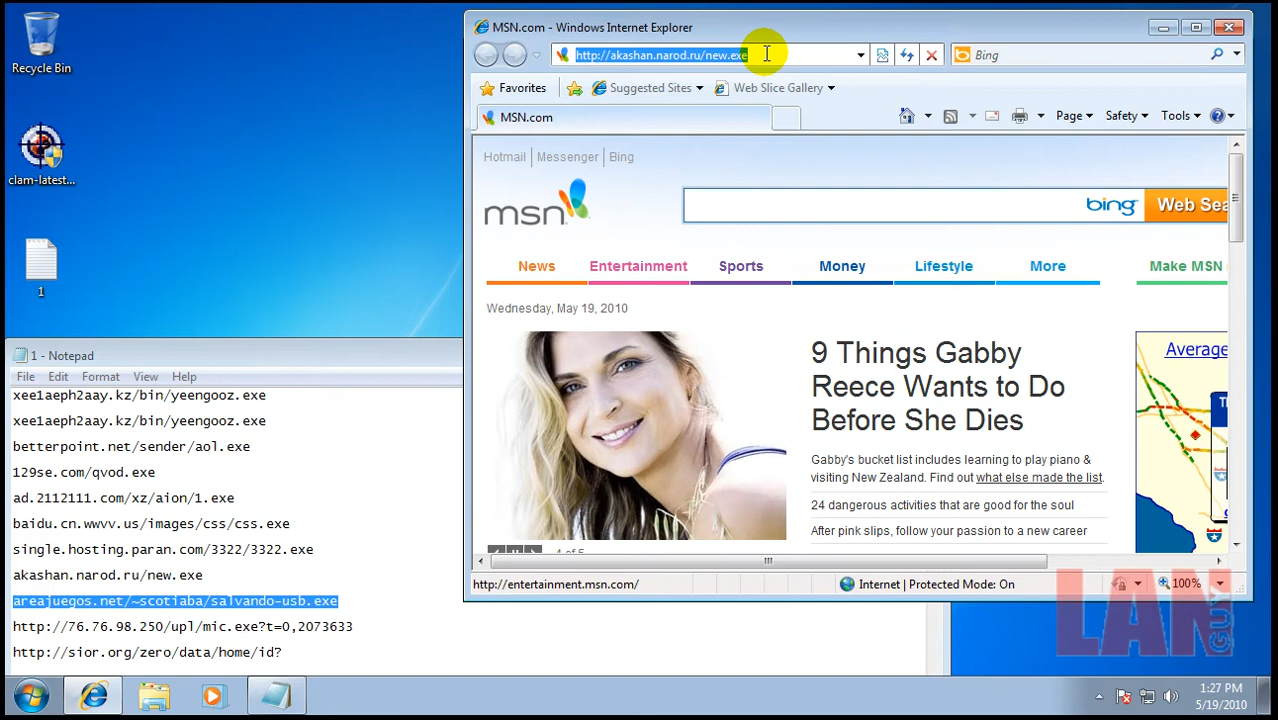 Recycle Bin
clam-latest...
1
MSN.com - Windows Internet Explorer
http://akashan.narod.ru/new.exe
Bing
Favorites
Suggested Sites
Web Slice Gallery
MSN.com
Page
Safety
Tools
Hotmail | Messenger | Bing
msn
bing
Web Sea
News
Entertainment
Sports
Money
Lifestyle
More
Make MSN
Wednesday, May 19, 2010
9 Things Gabby
Reece Wants to Do
Before She Dies
Gabby's bucket list includes learning to play piano &
visiting New Zealand. Find out what else made the list.
24 dangerous activities that are good for the soul
After pink slips, follow your passion to a new career
4 of 5
Average
http://entertainment.msn.com/
Internet | Protected Mode: On
100%
1 - Notepad
File Edit Format View Help
xee1aeph2aay.kz/bin/yeengooz.exe
xee1aeph2aay.kz/bin/yeengooz.exe
betterpoint.net/sender/aol.exe
129se.com/qvod.exe
ad.2112111.com/xz/aion/1.exe
baidu.cn.wwvv.us/images/css/css.exe
single.hosting.paran.com/3322/3322.exe
akashan.narod.ru/new.exe
areajuegos.net/~scotiaba/salvando-usb.exe
http://76.76.98.250/upl/mic.exe?t=0,2073633
http://sior.org/zero/data/home/id?
LAN
GUY
1:27 PM
5/19/2010